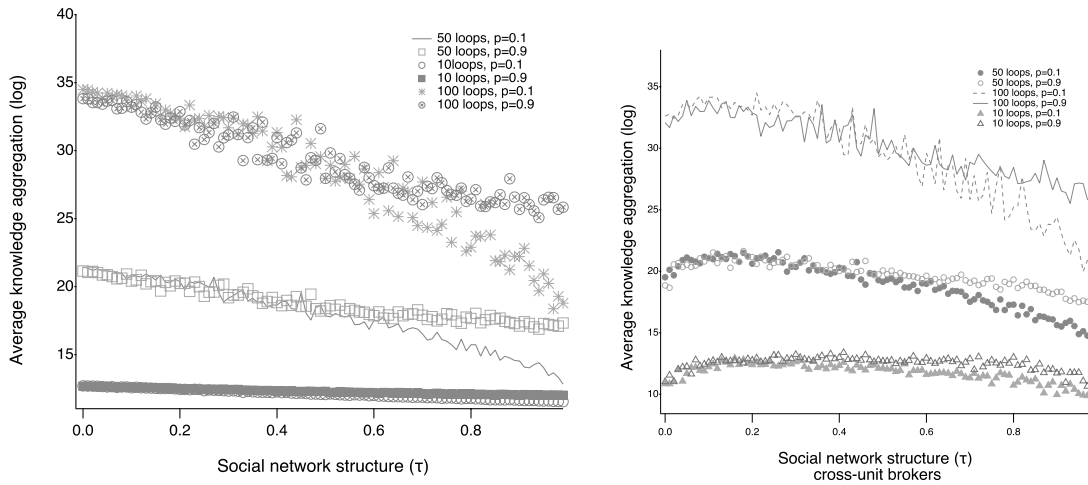 40
35
30
25
20
15
Average knowledge aggregation (log)
50 loops, p=0.1
50 loops, p=0.9
10loops, p=0.1
10 loops, p=0.9
100 loops, p=0.1
100 loops, p=0.9
0.0 0.2 0.4 0.6 0.8
Social network structure (τ)
35
30
25
20
15
10
Average knowledge aggregation (log)
50 loops, p=0.1
50 loops, p=0.9
100 loops, p=0.1
100 loops, p=0.9
10 loops, p=0.1
10 loops, p=0.9
0.0 0.2 0.4 0.6 0.8
Social network structure (τ)
cross-unit brokers